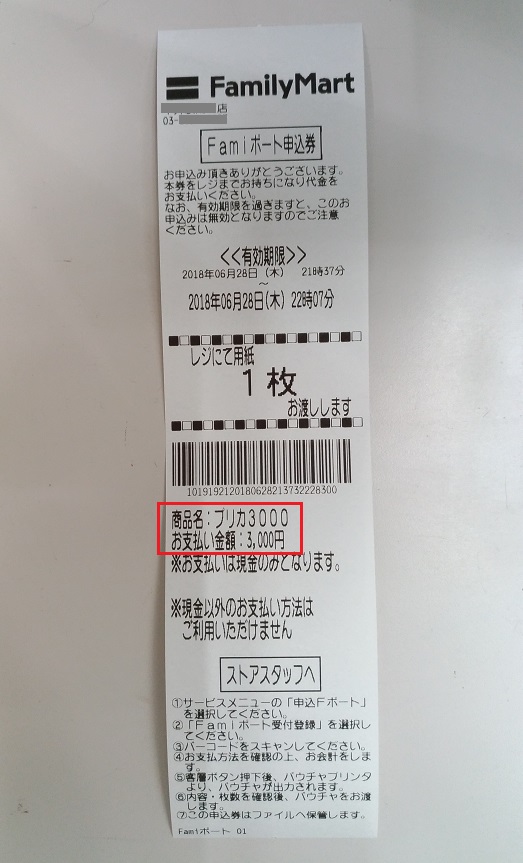 FamilyMart
店
03-
Famiポート申込券
お申込み頂きありがとうございます。
本券をレジまでお持ちになり代金を
お支払いください。
なお、有効期限を過ぎますと、このお
申込みは無効となりますのでご注意
ください。
<<有効期限>>
2018年06月28日(木) 21時37分
～
2018年06月28日(木) 22時07分
レジにて用紙
1枚
お渡しします
1019192120180628213732228300
商品名：プリカ3000
お支払い金額：3,000円
※お支払いは現金のみとなります。
※現金以外のお支払い方法は
ご利用いただけません
ストアスタッフへ
①サービスメニューの「申込Fポート」
を選択してください。
②「Famiポート受付登録」を選択し
てください。
③バーコードをスキャンしてください。
④お支払方法を確認の上、お会計をしま
す。
⑤客層ボタン押下後、バウチャプリンタ
より、バウチャが出力されます。
⑥内容・枚数を確認後、バウチャをお渡
しします。
⑦この申込券はファイルへ保管します。
Famiポート 01